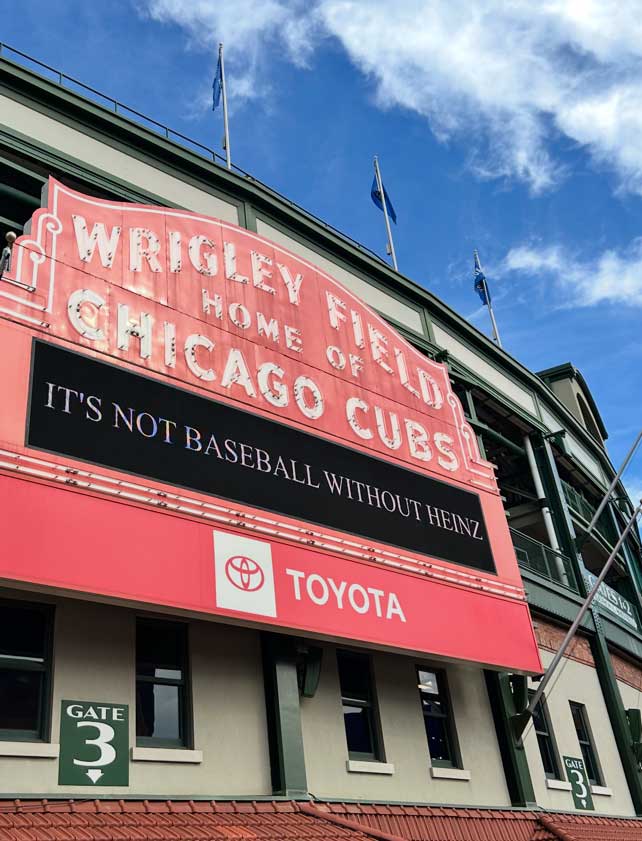 WRIGLEY FIELD
HOME OF
CHICAGO CUBS
IT'S NOT BASEBALL WITHOUT HEINZ
TOYOTA
GATE
3
GATE
3